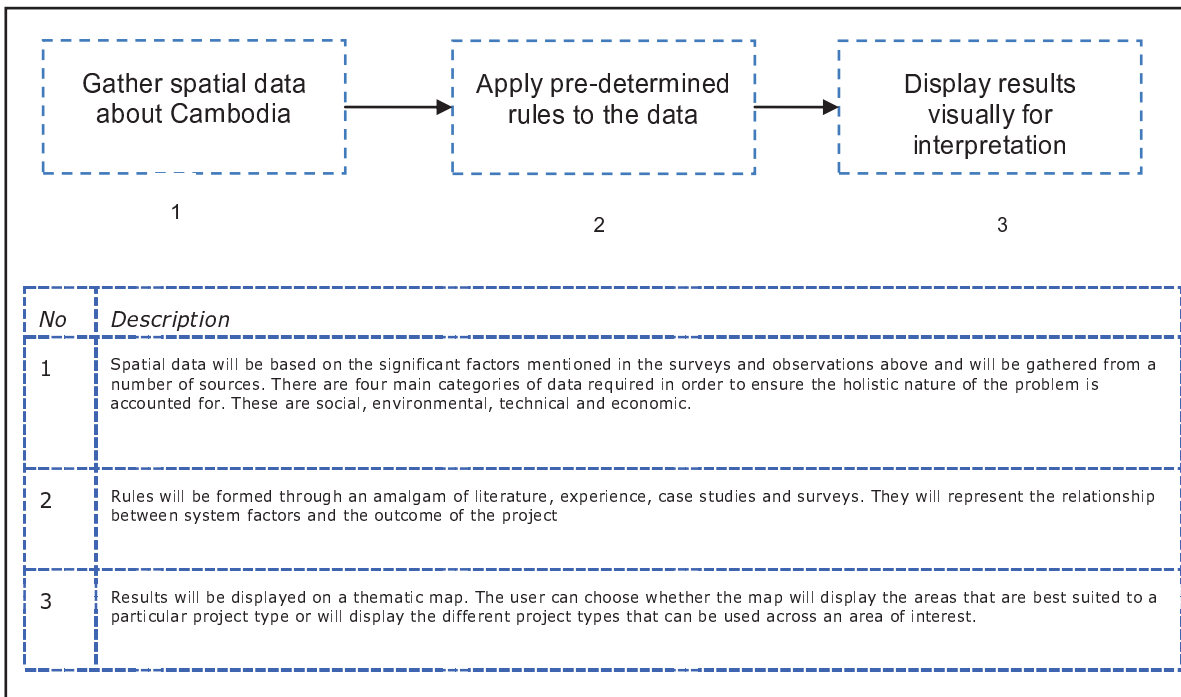 Gather spatial data
about Cambodia
Apply pre-determined
rules to the data
Display results
visually for
interpretation
1
2
3
No Description
1 Spatial data will be based on the significant factors mentioned in the surveys and observations above and will be gathered from a
number of sources. There are four main categories of data required in order to ensure the holistic nature of the problem is
accounted for. These are social, environmental, technical and economic.
2 Rules will be formed through an amalgam of literature, experience, case studies and surveys. They will represent the relationship
between system factors and the outcome of the project
3 Results will be displayed on a thematic map. The user can choose whether the map will display the areas that are best suited to a
particular project type or will display the different project types that can be used across an area of interest.